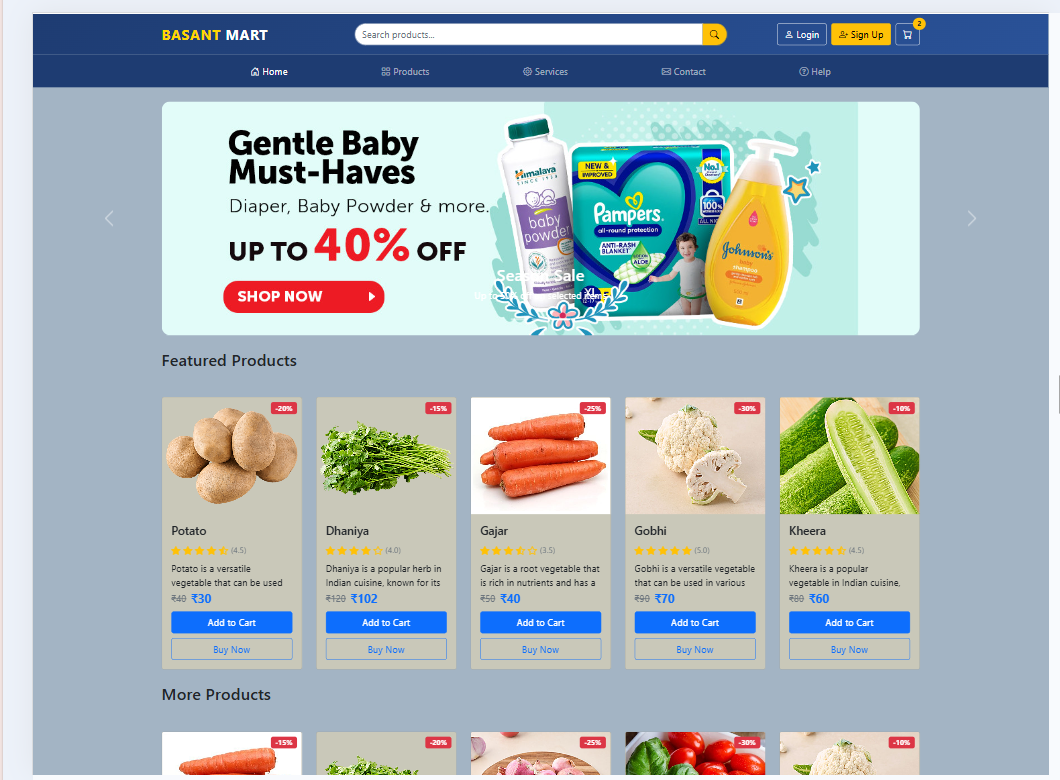 BASANT MART
Search products...
Login
Sign Up
2
Home
Products
Services
Contact
Help
Gentle Baby
Must-Haves
Diaper, Baby Powder & more.
UP TO 40% OFF
SHOP NOW
Himalaya
SINCE 1930
baby
powder
NEW &
IMPROVED
Pampers.
all-round protection
ANTI-RASH
BLANKET
ALOE
No.1
100%
XL
Johnson's
baby
Sale
selected
Featured Products
-20%
-15%
-25%
-30%
-10%
Potato
(4.5)
Potato is a versatile
vegetable that can be used
₹40 ₹30
Add to Cart
Buy Now
Dhaniya
(4.0)
Dhaniya is a popular herb in
Indian cuisine, known for its
₹120 ₹102
Add to Cart
Buy Now
Gajar
(3.5)
Gajar is a root vegetable that
is rich in nutrients and has a
₹50 ₹40
Add to Cart
Buy Now
Gobhi
(5.0)
Gobhi is a versatile vegetable
that can be used in various
₹90 ₹70
Add to Cart
Buy Now
Kheera
(4.5)
Kheera is a popular
vegetable in Indian cuisine,
₹80 ₹60
Add to Cart
Buy Now
More Products
-15%
-20%
-25%
-30%
-10%